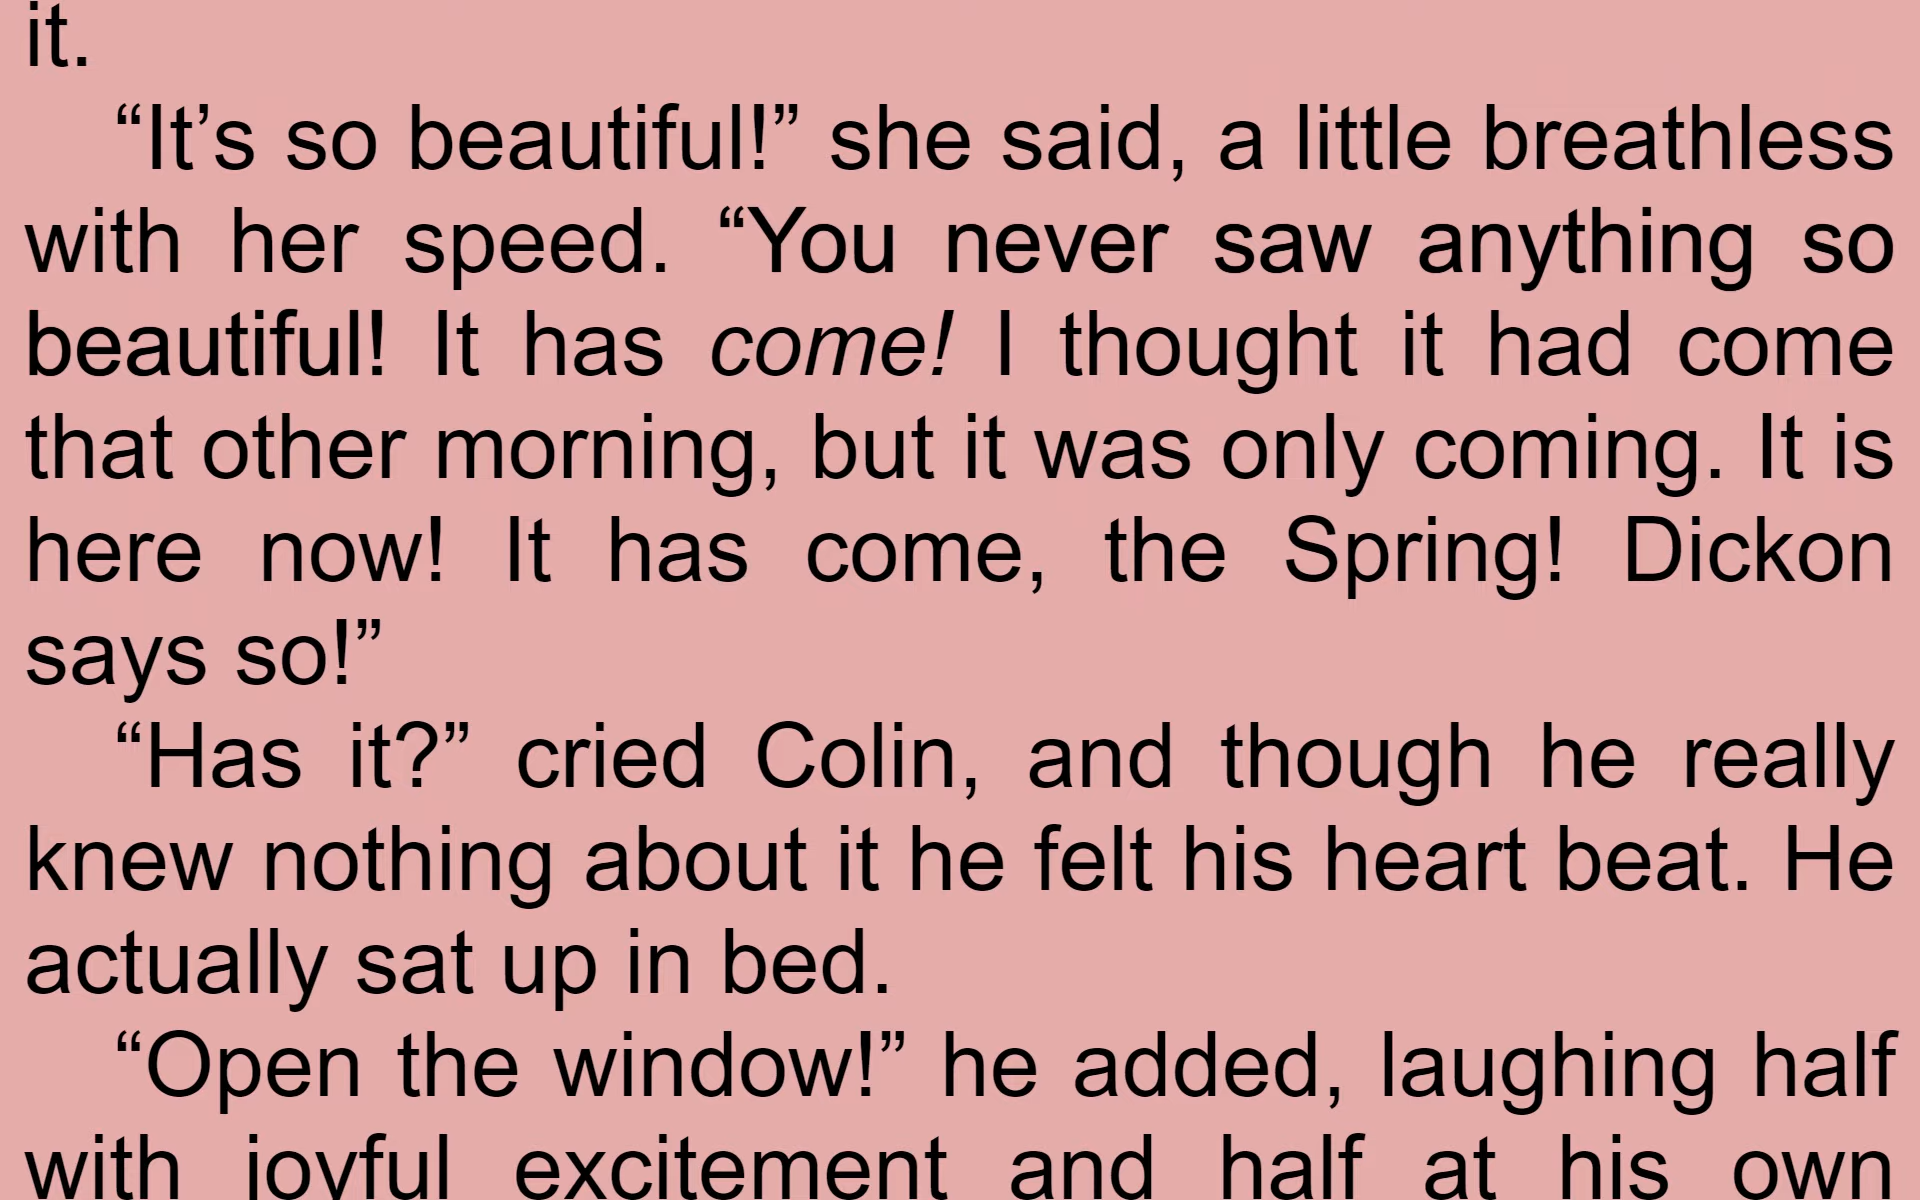 it.
“It’s so beautiful!” she said, a little breathless
with her speed. “You never saw anything so
beautiful! It has come! I thought it had come
that other morning, but it was only coming. It is
here now! It has come, the Spring! Dickon
says so!”
“Has it?” cried Colin, and though he really
knew nothing about it he felt his heart beat. He
actually sat up in bed.
“Open the window!” he added, laughing half
with joyful excitement and half at his own